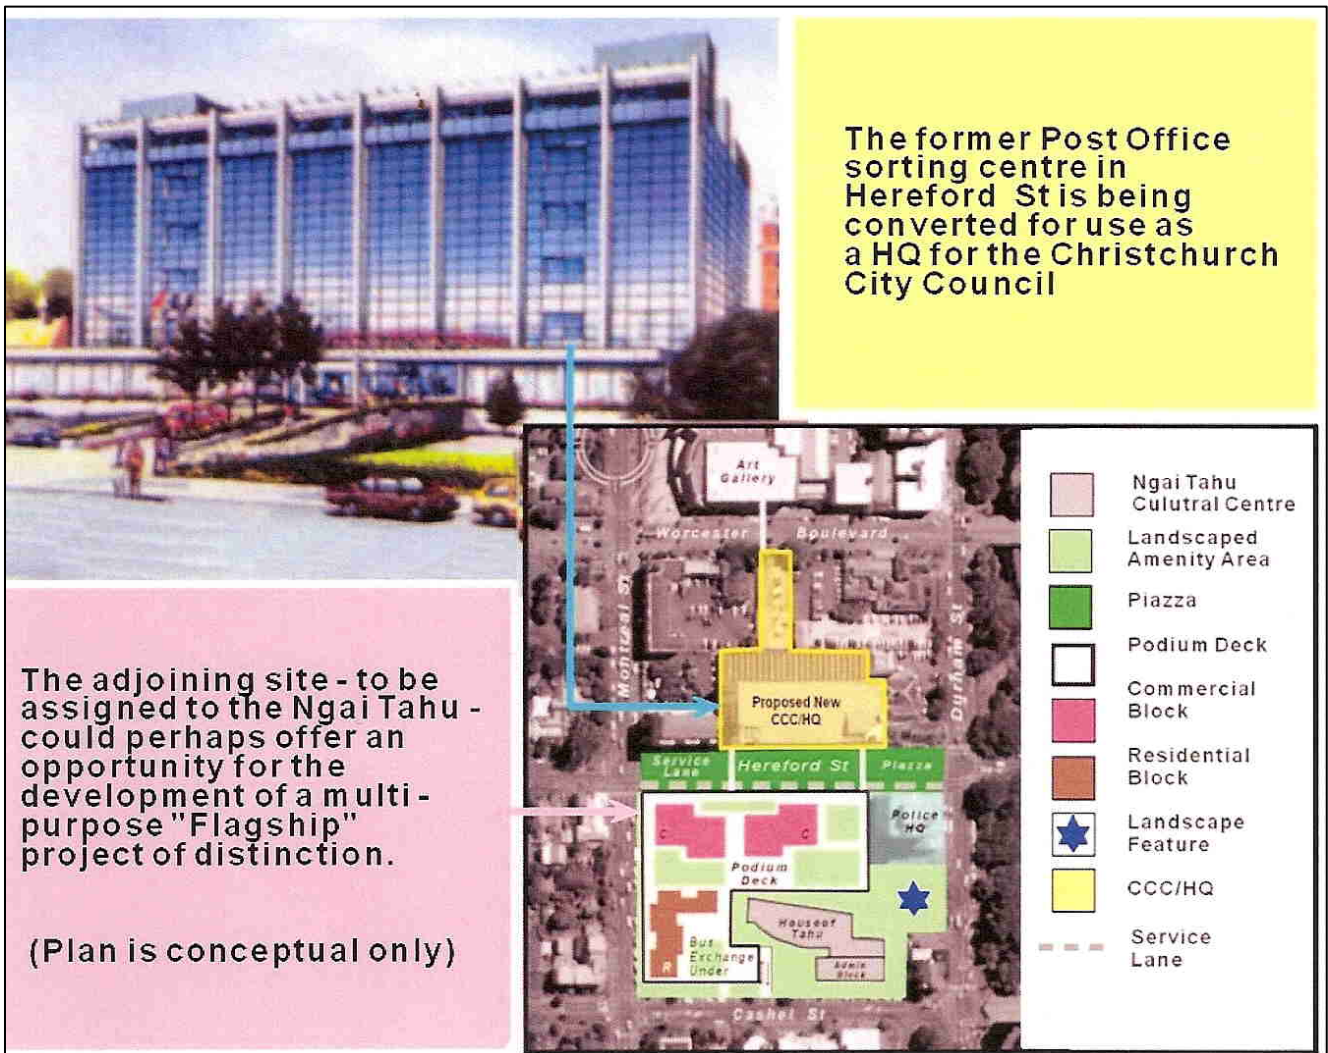 The former Post Office
sorting centre in
Hereford St is being
converted for use as
a HQ for the Christchurch
City Council
The adjoining site - to be
assigned to the Ngai Tahu -
could perhaps offer an
opportunity for the
development of a multi-
purpose "Flagship"
project of distinction.
(Plan is conceptual only)
Art
Gallery
Worcester Boulevard
Montreal St
Dyrham St
Proposed New
CCC/HQ
Service
Lane
Hereford St
Piazza
C
C
C
Police
HQ
Podium
Deck
House of
Tahu
Bus
Exchange
Under
R
Admin
Block
Cashel St
Ngai Tahu
Culutral Centre
Landscaped
Amenity Area
Piazza
Podium Deck
Commercial
Block
Residential
Block
Landscape
Feature
CCC/HQ
Service
Lane